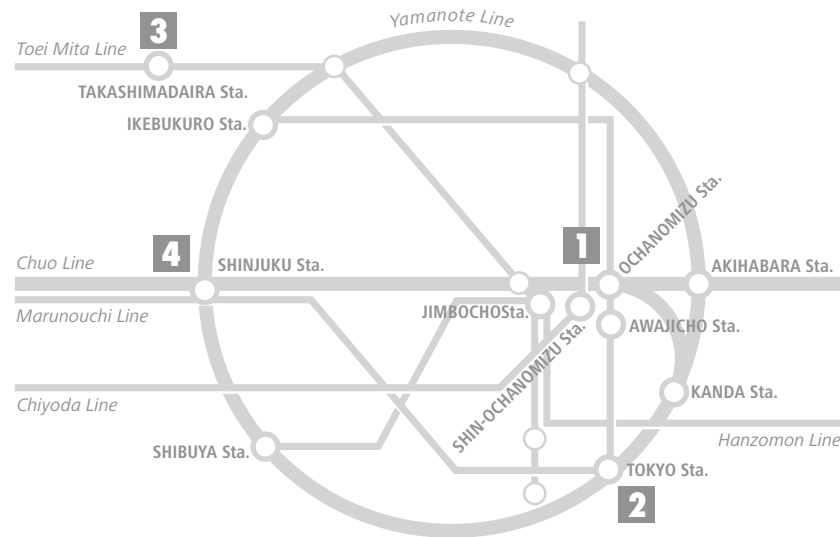 Yamanote Line
3
Toei Mita Line
TAKASHIMADAIRA Sta.
IKEBUKURO Sta.
OCHANOMIZU Sta.
1
4
Chuo Line
SHINJUKU Sta.
AKIHABARA Sta.
Marunouchi Line
JIMBOCHOSta.
AWAJICHO Sta.
SHIN-OCHANOMIZU Sta.
Chiyoda Line
KANDA Sta.
Hanzomon Line
SHIBUYA Sta.
TOKYO Sta.
2